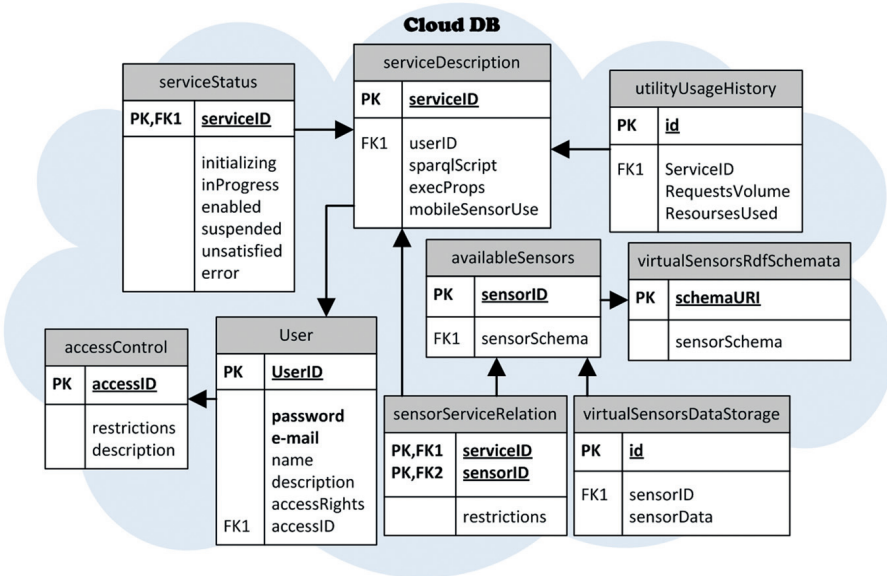 Cloud DB
serviceStatus
PK,FK1 serviceID
initializing
inProgress
enabled
suspended
unsatisfied
error
serviceDescription
PK serviceID
FK1 userID
sparqlScript
execProps
mobileSensorUse
utilityUsageHistory
PK id
FK1 ServiceID
RequestsVolume
ResoursesUsed
availableSensors
PK sensorID
FK1 sensorSchema
virtualSensorsRdfSchemata
PK schemaURI
sensorSchema
accessControl
PK accessID
restrictions
description
User
PK UserID
password
e-mail
name
description
accessRights
FK1 accessID
sensorServiceRelation
PK,FK1 serviceID
PK,FK2 sensorID
restrictions
virtualSensorsDataStorage
PK id
FK1 sensorID
sensorData